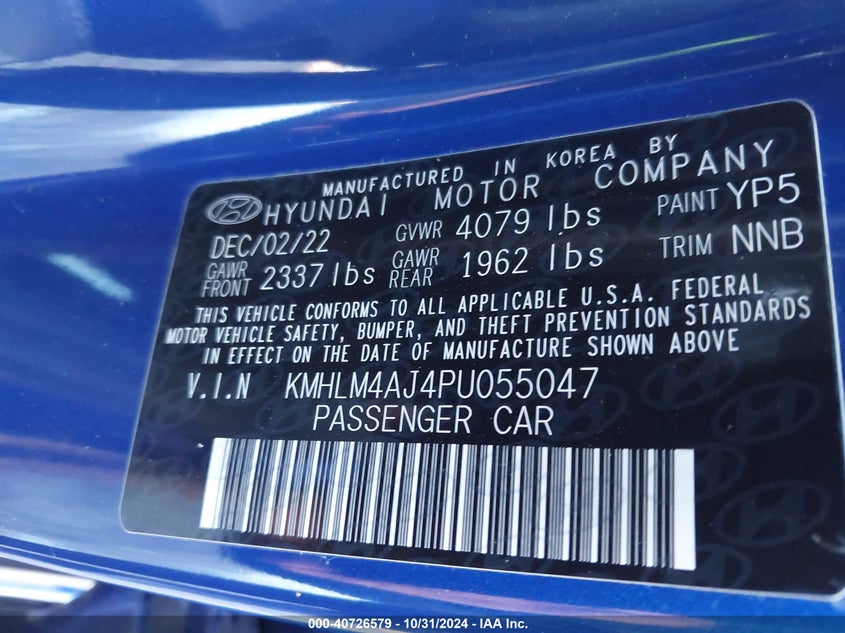 MANUFACTURED IN KOREA BY
HYUNDAI MOTOR COMPANY
DEC/02/22 GVWR 4079 lbs PAINT YP5
GAWR FRONT 2337 lbs GAWR REAR 1962 lbs TRIM NNB
THIS VEHICLE CONFORMS TO ALL APPLICABLE U.S.A. FEDERAL
MOTOR VEHICLE SAFETY, BUMPER, AND THEFT PREVENTION STANDARDS
IN EFFECT ON THE DATE OF MANUFACTURE SHOWN ABOVE
V.I.N KMHLM4AJ4PU055047
PASSENGER CAR
000-40726579 - 10/31/2024 - IAA Inc.